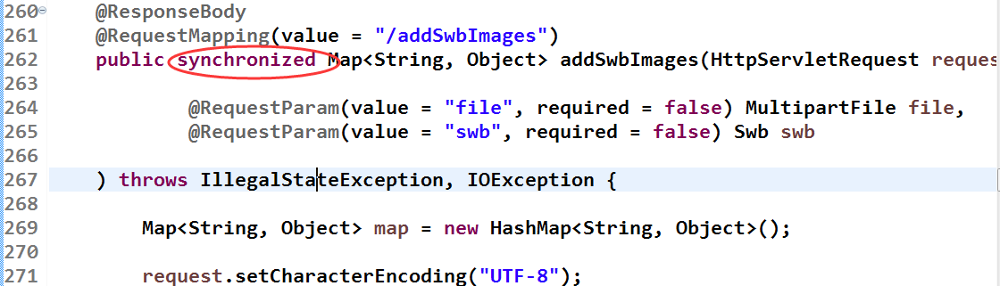 260 @ResponseBody
261 @RequestMapping(value = "/addSwbImages")
262 public synchronized Map<String, Object> addSwbImages(HttpServletRequest reques
263
264 @RequestParam(value = "file", required = false) MultipartFile file,
265 @RequestParam(value = "swb", required = false) Swb swb
266
267 ) throws IllegalStateException, IOException {
268
269 Map<String, Object> map = new HashMap<String, Object>();
270
271 request.setCharacterEncoding("UTF-8");